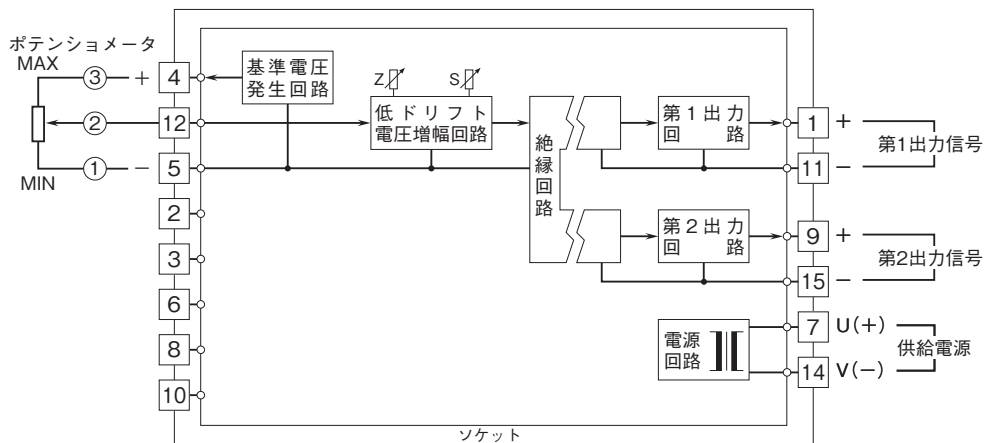 ポテンショメータ
MAX
③ +
②
① −
MIN
4
12
5
2
3
6
8
10
基準電圧
発生回路
Z
S
低ドリフト
電圧増幅回路
絶縁回路
第1出力
回路
第2出力
回路
電源
回路
1 +
11 −
第1出力信号
9 +
15 −
第2出力信号
7 U(+)
14 V(−)
供給電源
ソケット